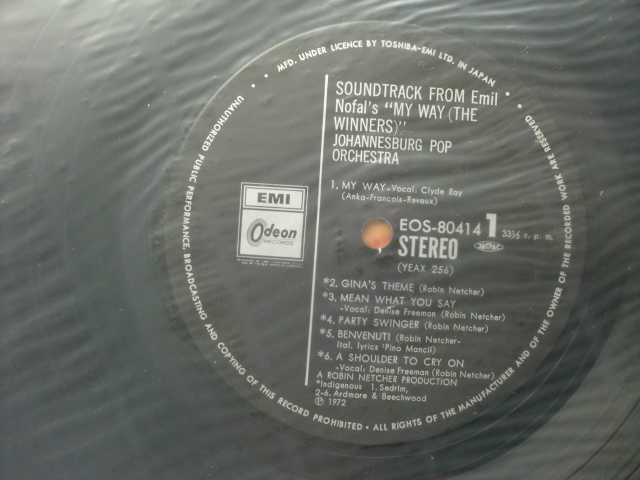 MFD. UNDER LICENCE BY TOSHIBA-EMI LTD. IN JAPAN
SOUNDTRACK FROM Emil
Nofal's "MY WAY (THE
WINNERS)"
JOHANNESBURG POP
ORCHESTRA
1. MY WAY-Vocal: Clyde Ray
(Anka-Francois-Revaux)
EMI
Odeon
RECORDS
EOS-80414 1 33⅓ r. p. m.
STEREO
(YEAX 256)
*2. GINA'S THEME (Robin Netcher)
*3. MEAN WHAT YOU SAY
-Vocal: Denise Freeman (Robin Netcher)
*4. PARTY SWINGER (Robin Netcher)
*5. BENVENUTI (Robin Netcher-
Ital. lyrics 'Pino Mancil)
*6. A SHOULDER TO CRY ON
-Vocal: Denise Freeman (Robin Netcher)
A ROBIN NETCHER PRODUCTION
*Indigenous 1. Sedrim,
2-6. Ardmore & Beechwood
Ⓟ 1972
UNAUTHORIZED PUBLIC PERFORMANCE, BROADCASTING AND COPYING OF THIS RECORD PROHIBITED • ALL RIGHTS OF THE MANUFACTURER AND OF THE OWNER OF THE RECORDED WORK ARE RESERVED